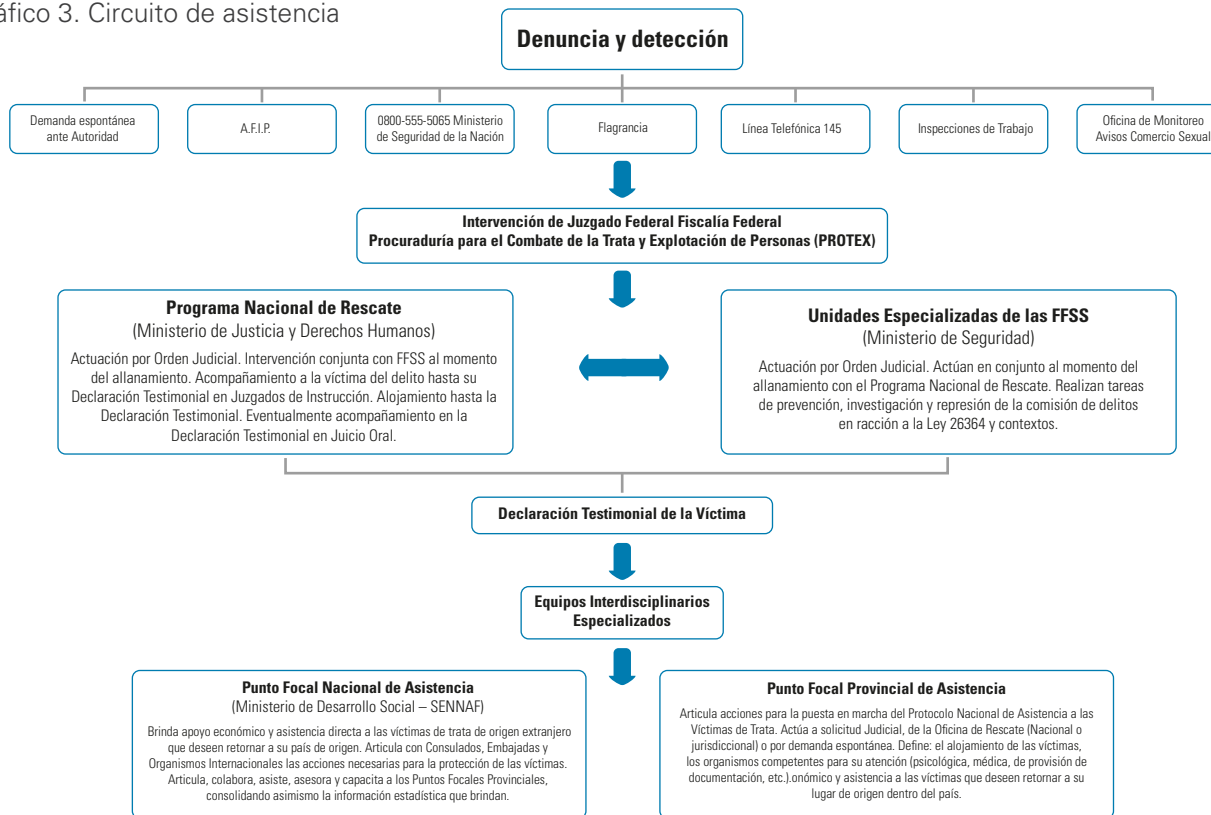 áfico 3. Circuito de asistencia
Denuncia y detección
Demanda espontánea
ante Autoridad
A.F.I.P.
0800-555-5065 Ministerio
de Seguridad de la Nación
Flagrancia
Línea Telefónica 145
Inspecciones de Trabajo
Oficina de Monitoreo
Avisos Comercio Sexual
Intervención de Juzgado Federal Fiscalía Federal
Procuraduría para el Combate de la Trata y Explotación de Personas (PROTEX)
Programa Nacional de Rescate
(Ministerio de Justicia y Derechos Humanos)
Actuación por Orden Judicial. Intervención conjunta con FFSS al momento
del allanamiento. Acompañamiento a la víctima del delito hasta su
Declaración Testimonial en Juzgados de Instrucción. Alojamiento hasta la
Declaración Testimonial. Eventualmente acompañamiento en la
Declaración Testimonial en Juicio Oral.
Unidades Especializadas de las FFSS
(Ministerio de Seguridad)
Actuación por Orden Judicial. Actúan en conjunto al momento del
allanamiento con el Programa Nacional de Rescate. Realizan tareas
de prevención, investigación y represión de la comisión de delitos
en racción a la Ley 26364 y contextos.
Declaración Testimonial de la Víctima
Equipos Interdisciplinarios
Especializados
Punto Focal Nacional de Asistencia
(Ministerio de Desarrollo Social – SENNAF)
Brinda apoyo económico y asistencia directa a las víctimas de trata de origen extranjero
que deseen retornar a su país de origen. Articula con Consulados, Embajadas y
Organismos Internacionales las acciones necesarias para la protección de las víctimas.
Articula, colabora, asiste, asesora y capacita a los Puntos Focales Provinciales,
consolidando asimismo la información estadística que brindan.
Punto Focal Provincial de Asistencia
Articula acciones para la puesta en marcha del Protocolo Nacional de Asistencia a las
Víctimas de Trata. Actúa a solicitud Judicial, de la Oficina de Rescate (Nacional o
jurisdiccional) o por demanda espontánea. Define: el alojamiento de las víctimas,
los organismos competentes para su atención (psicológica, médica, de provisión de
documentación, etc.).onómico y asistencia a las víctimas que deseen retornar a su
lugar de origen dentro del país.